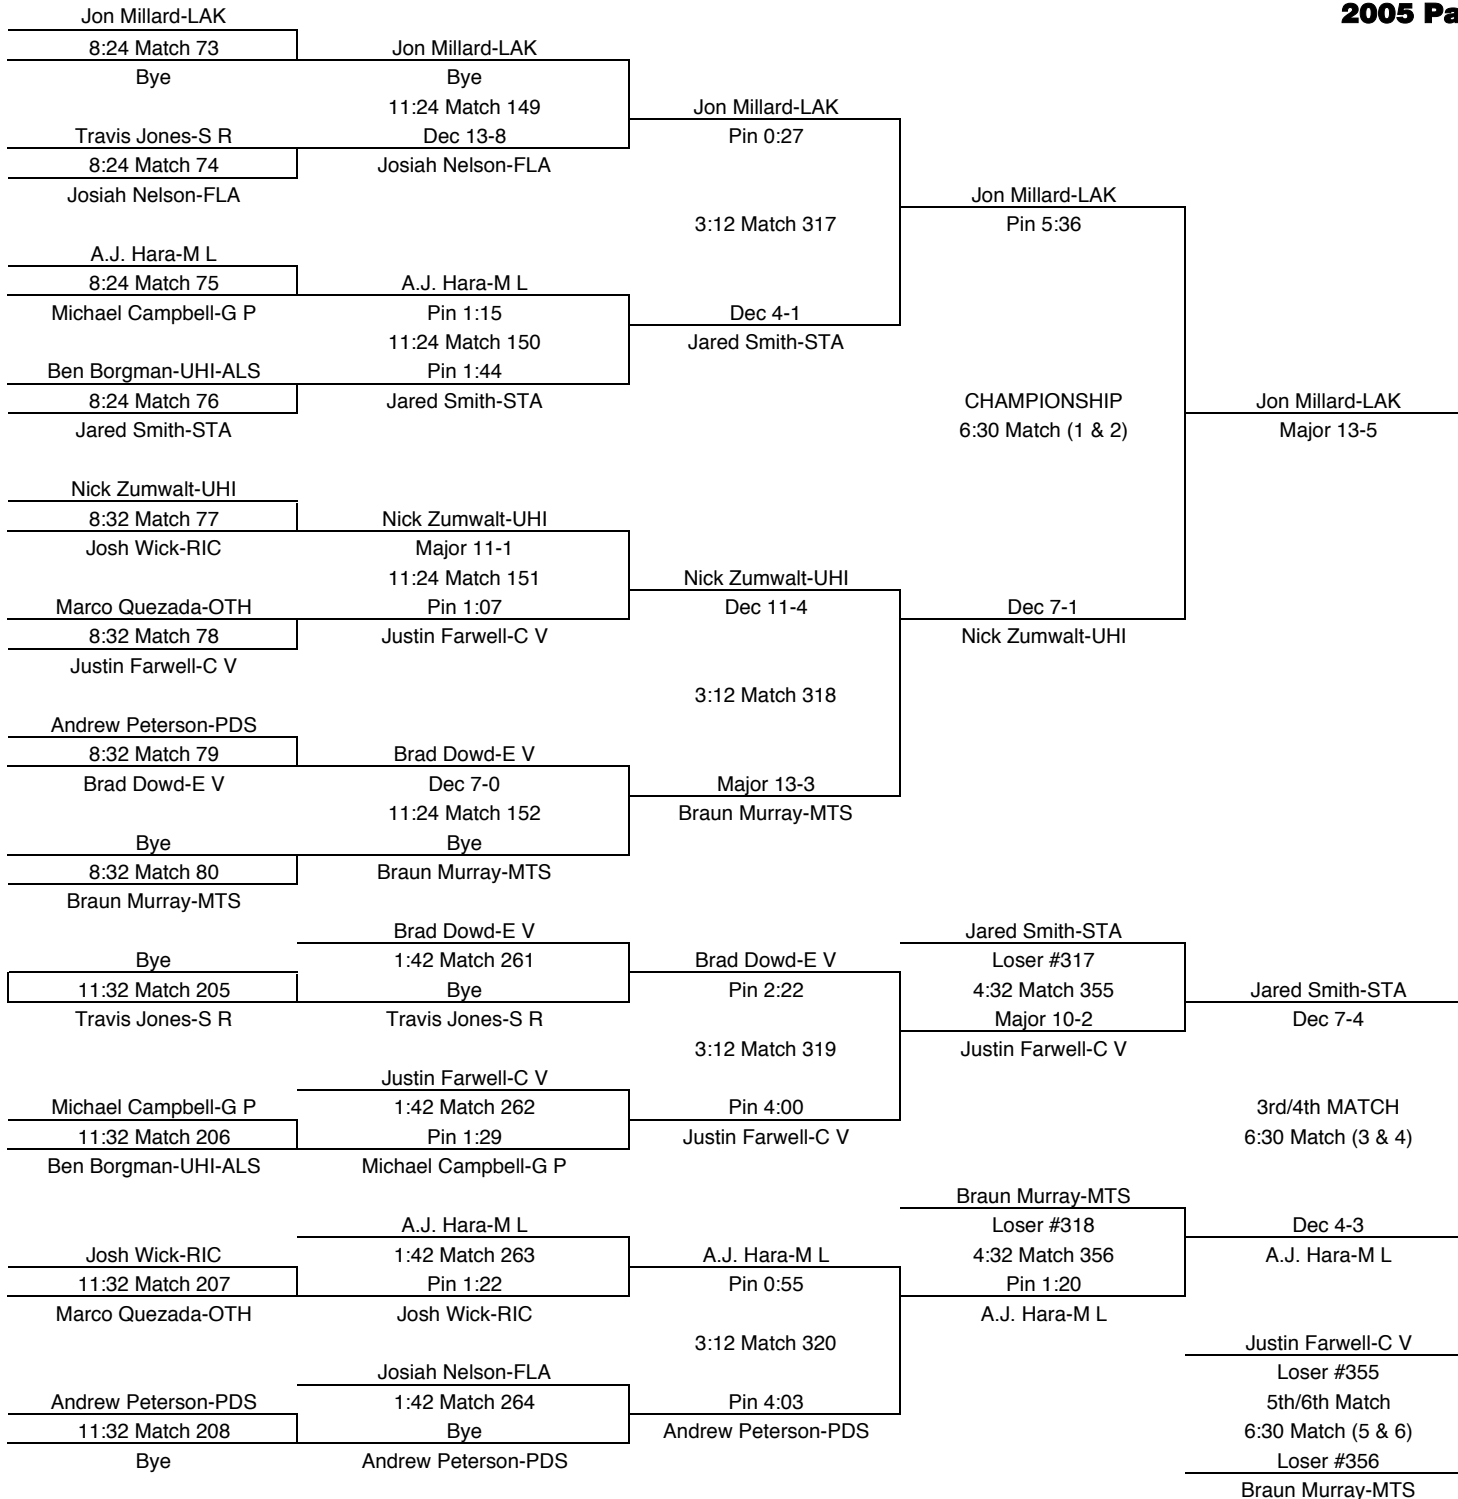 2005 Pa
Jon Millard-LAK
8:24 Match 73
Jon Millard-LAK
Bye
Bye
11:24 Match 149
Jon Millard-LAK
Travis Jones-S R
Dec 13-8
Pin 0:27
8:24 Match 74
Josiah Nelson-FLA
Josiah Nelson-FLA
Jon Millard-LAK
3:12 Match 317
Pin 5:36
A.J. Hara-M L
8:24 Match 75
A.J. Hara-M L
Michael Campbell-G P
Pin 1:15
Dec 4-1
11:24 Match 150
Jared Smith-STA
Ben Borgman-UHI-ALS
Pin 1:44
8:24 Match 76
Jared Smith-STA
CHAMPIONSHIP
Jon Millard-LAK
Jared Smith-STA
6:30 Match (1 & 2)
Major 13-5
Nick Zumwalt-UHI
8:32 Match 77
Nick Zumwalt-UHI
Josh Wick-RIC
Major 11-1
11:24 Match 151
Nick Zumwalt-UHI
Marco Quezada-OTH
Pin 1:07
Dec 11-4
Dec 7-1
8:32 Match 78
Justin Farwell-C V
Nick Zumwalt-UHI
Justin Farwell-C V
3:12 Match 318
Andrew Peterson-PDS
8:32 Match 79
Brad Dowd-E V
Brad Dowd-E V
Dec 7-0
Major 13-3
11:24 Match 152
Braun Murray-MTS
Bye
Bye
8:32 Match 80
Braun Murray-MTS
Braun Murray-MTS
Brad Dowd-E V
Jared Smith-STA
Bye
1:42 Match 261
Brad Dowd-E V
Loser #317
11:32 Match 205
Bye
Pin 2:22
4:32 Match 355
Jared Smith-STA
Travis Jones-S R
Travis Jones-S R
Major 10-2
Dec 7-4
3:12 Match 319
Justin Farwell-C V
Justin Farwell-C V
Michael Campbell-G P
1:42 Match 262
Pin 4:00
3rd/4th MATCH
11:32 Match 206
Pin 1:29
Justin Farwell-C V
6:30 Match (3 & 4)
Ben Borgman-UHI-ALS
Michael Campbell-G P
Braun Murray-MTS
A.J. Hara-M L
Loser #318
Dec 4-3
Josh Wick-RIC
1:42 Match 263
A.J. Hara-M L
4:32 Match 356
A.J. Hara-M L
11:32 Match 207
Pin 1:22
Pin 0:55
Pin 1:20
Marco Quezada-OTH
Josh Wick-RIC
A.J. Hara-M L
3:12 Match 320
Justin Farwell-C V
Josiah Nelson-FLA
Loser #355
Andrew Peterson-PDS
1:42 Match 264
Pin 4:03
5th/6th Match
11:32 Match 208
Bye
Andrew Peterson-PDS
6:30 Match (5 & 6)
Bye
Andrew Peterson-PDS
Loser #356
Braun Murray-MTS